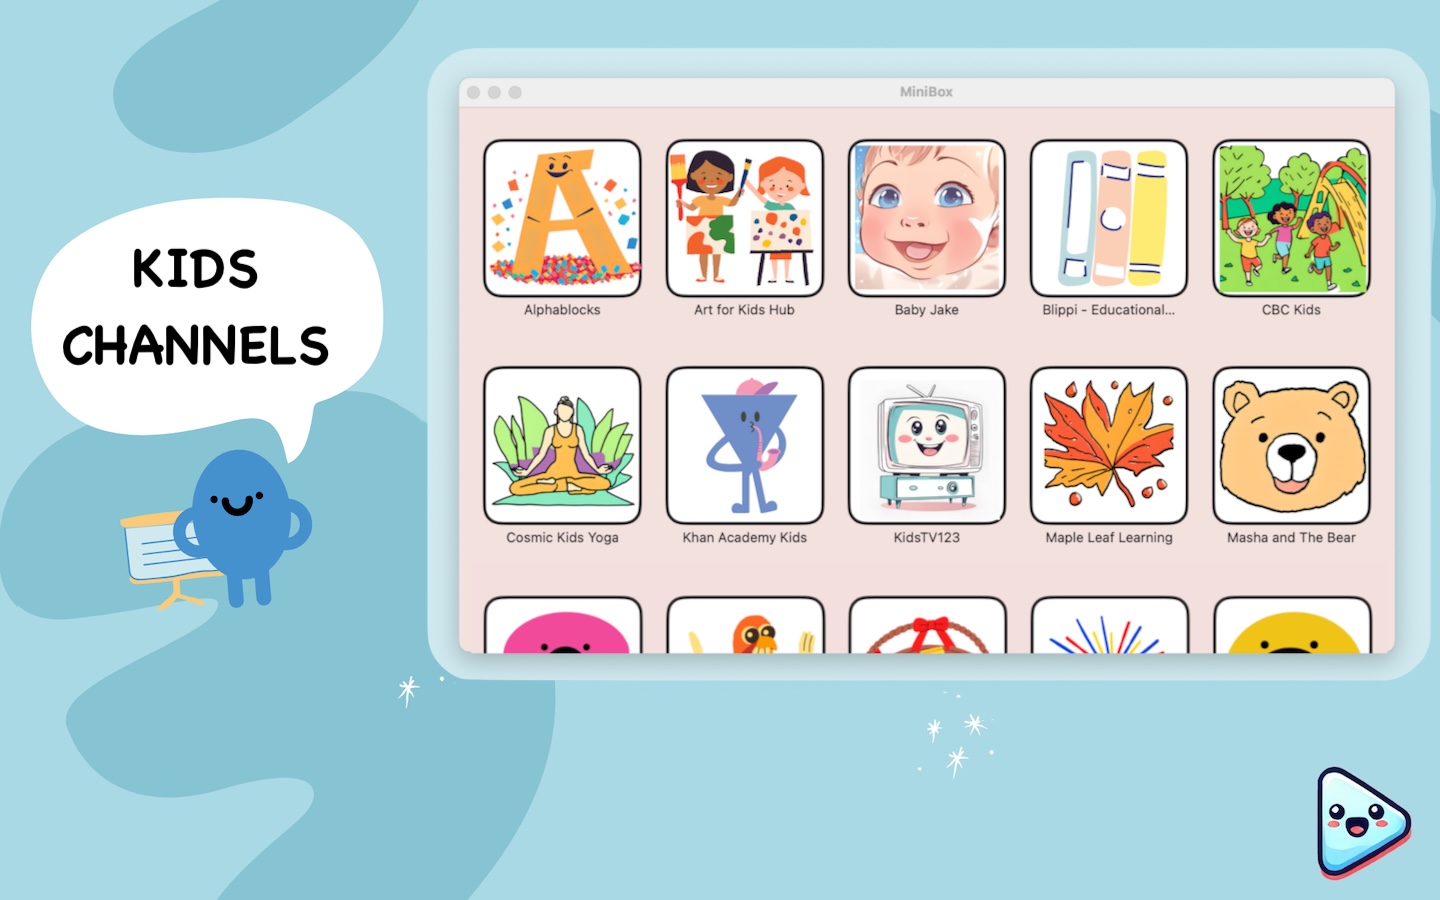 KIDS
CHANNELS
MiniBox
Alphablocks
Art for Kids Hub
Baby Jake
Blippi - Educational...
CBC Kids
Cosmic Kids Yoga
Khan Academy Kids
KidsTV123
Maple Leaf Learning
Masha and The Bear